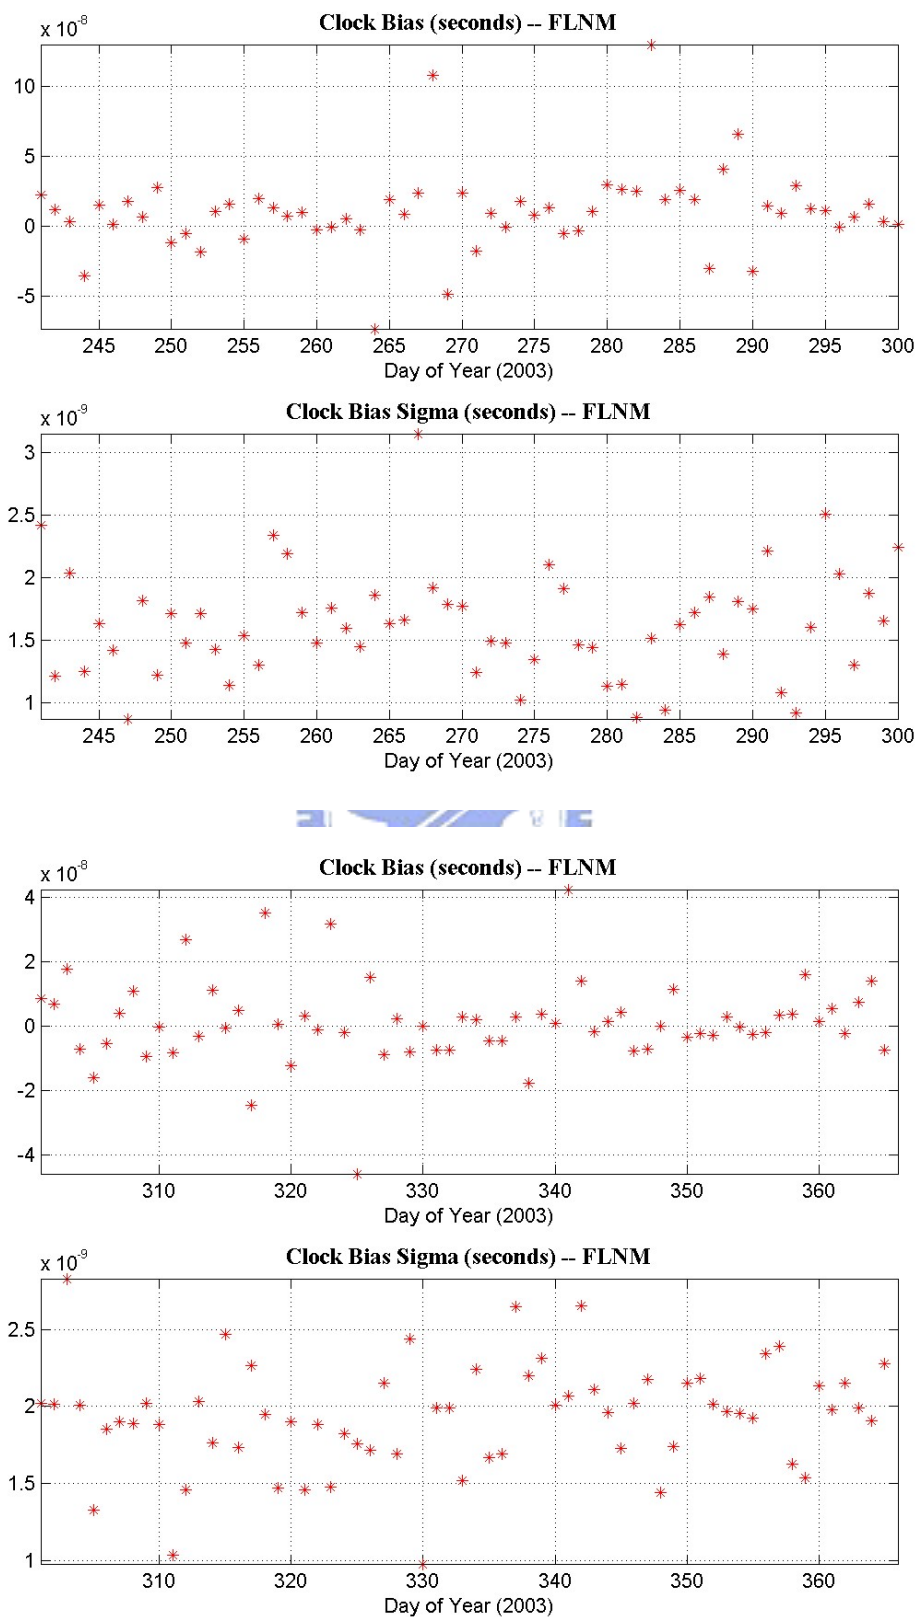 Clock Bias (seconds) -- FLNM
x 10^-8
10
5
0
-5
245 250 255 260 265 270 275 280 285 290 295 300
Day of Year (2003)
Clock Bias Sigma (seconds) -- FLNM
x 10^-9
3
2.5
2
1.5
1
245 250 255 260 265 270 275 280 285 290 295 300
Day of Year (2003)
Clock Bias (seconds) -- FLNM
x 10^-8
4
2
0
-2
-4
310 320 330 340 350 360
Day of Year (2003)
Clock Bias Sigma (seconds) -- FLNM
x 10^-9
2.5
2
1.5
1
310 320 330 340 350 360
Day of Year (2003)